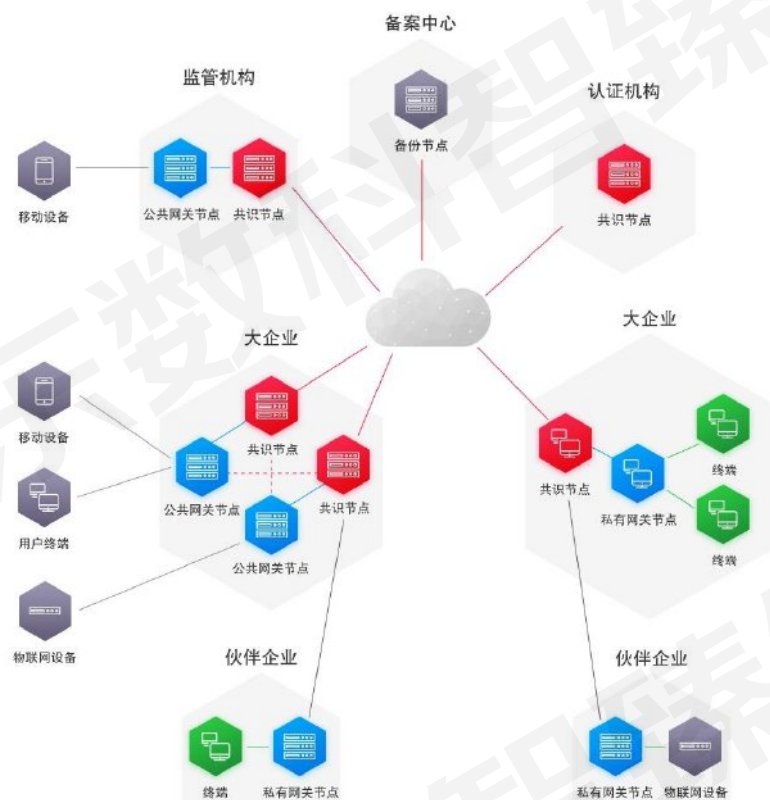 备案中心
监管机构
认证机构
备份节点
移动设备
公共网关节点
共识节点
共识节点
大企业
大企业
移动设备
共识节点
终端
公共网关节点
共识节点
共识节点
私有网关节点
用户终端
公共网关节点
终端
物联网设备
伙伴企业
伙伴企业
终端
私有网关节点
私有网关节点
物联网设备
数科智臻